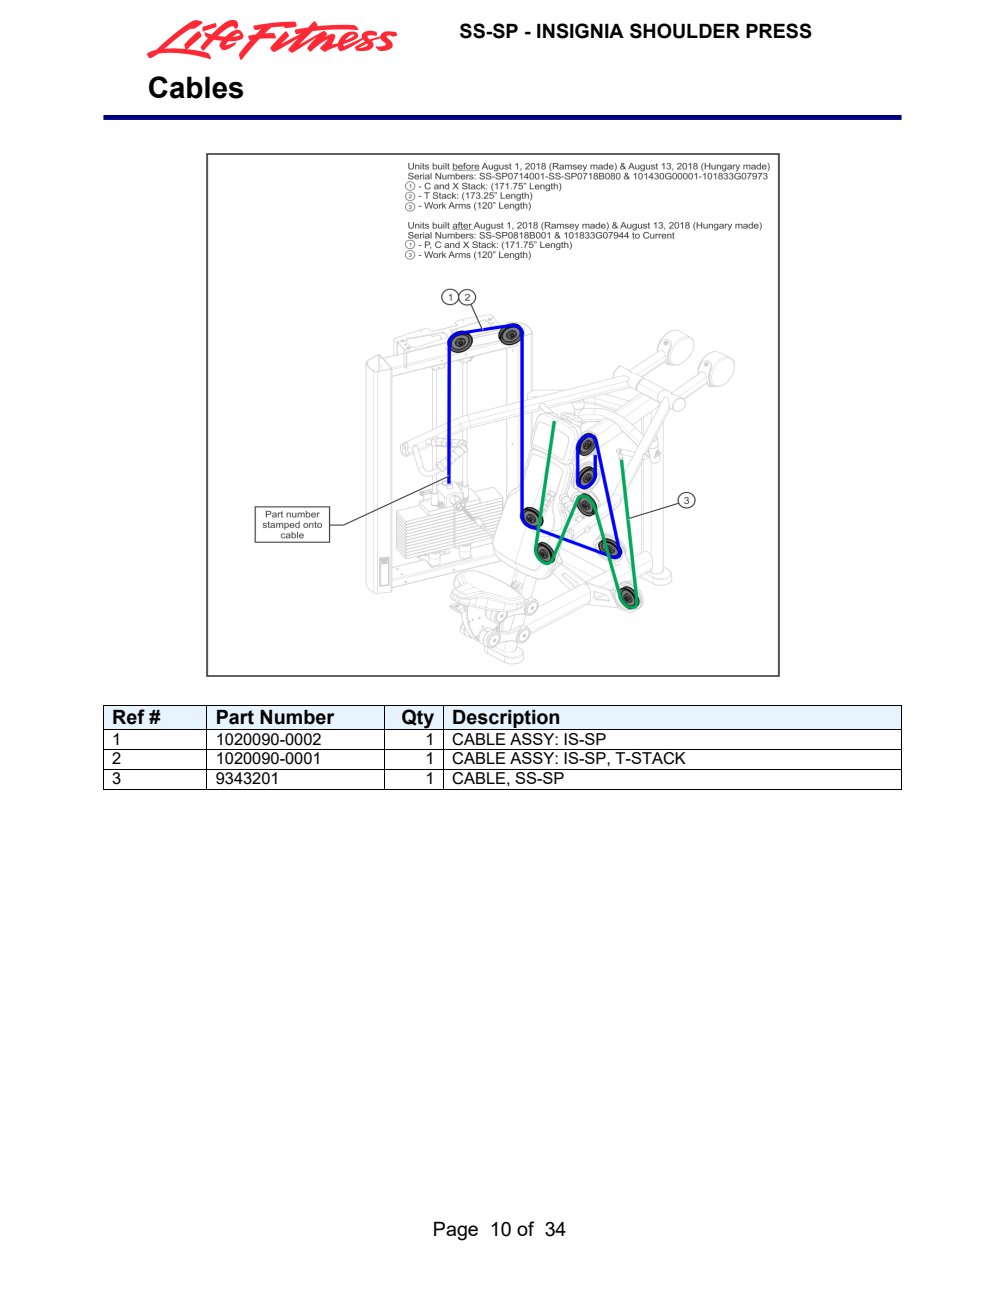 Life Fitness
SS-SP - INSIGNIA SHOULDER PRESS
Cables
Units built before August 1, 2018 (Ramsey made) & August 13, 2018 (Hungary made)
Serial Numbers: SS-SP0714001-SS-SP0718B080 & 101430G00001-101833G07973
1 - C and X Stack: (171.75" Length)
2 - T Stack: (173.25" Length)
3 - Work Arms (120" Length)
Units built after August 1, 2018 (Ramsey made) & August 13, 2018 (Hungary made)
Serial Numbers: SS-SP0818B001 & 101833G07944 to Current
1 - P, C and X Stack: (171.75" Length)
3 - Work Arms (120" Length)
1 2
3
Part number
stamped onto
cable
Ref # Part Number Qty Description
1 1020090-0002 1 CABLE ASSY: IS-SP
2 1020090-0001 1 CABLE ASSY: IS-SP, T-STACK
3 9343201 1 CABLE, SS-SP
Page 10 of 34